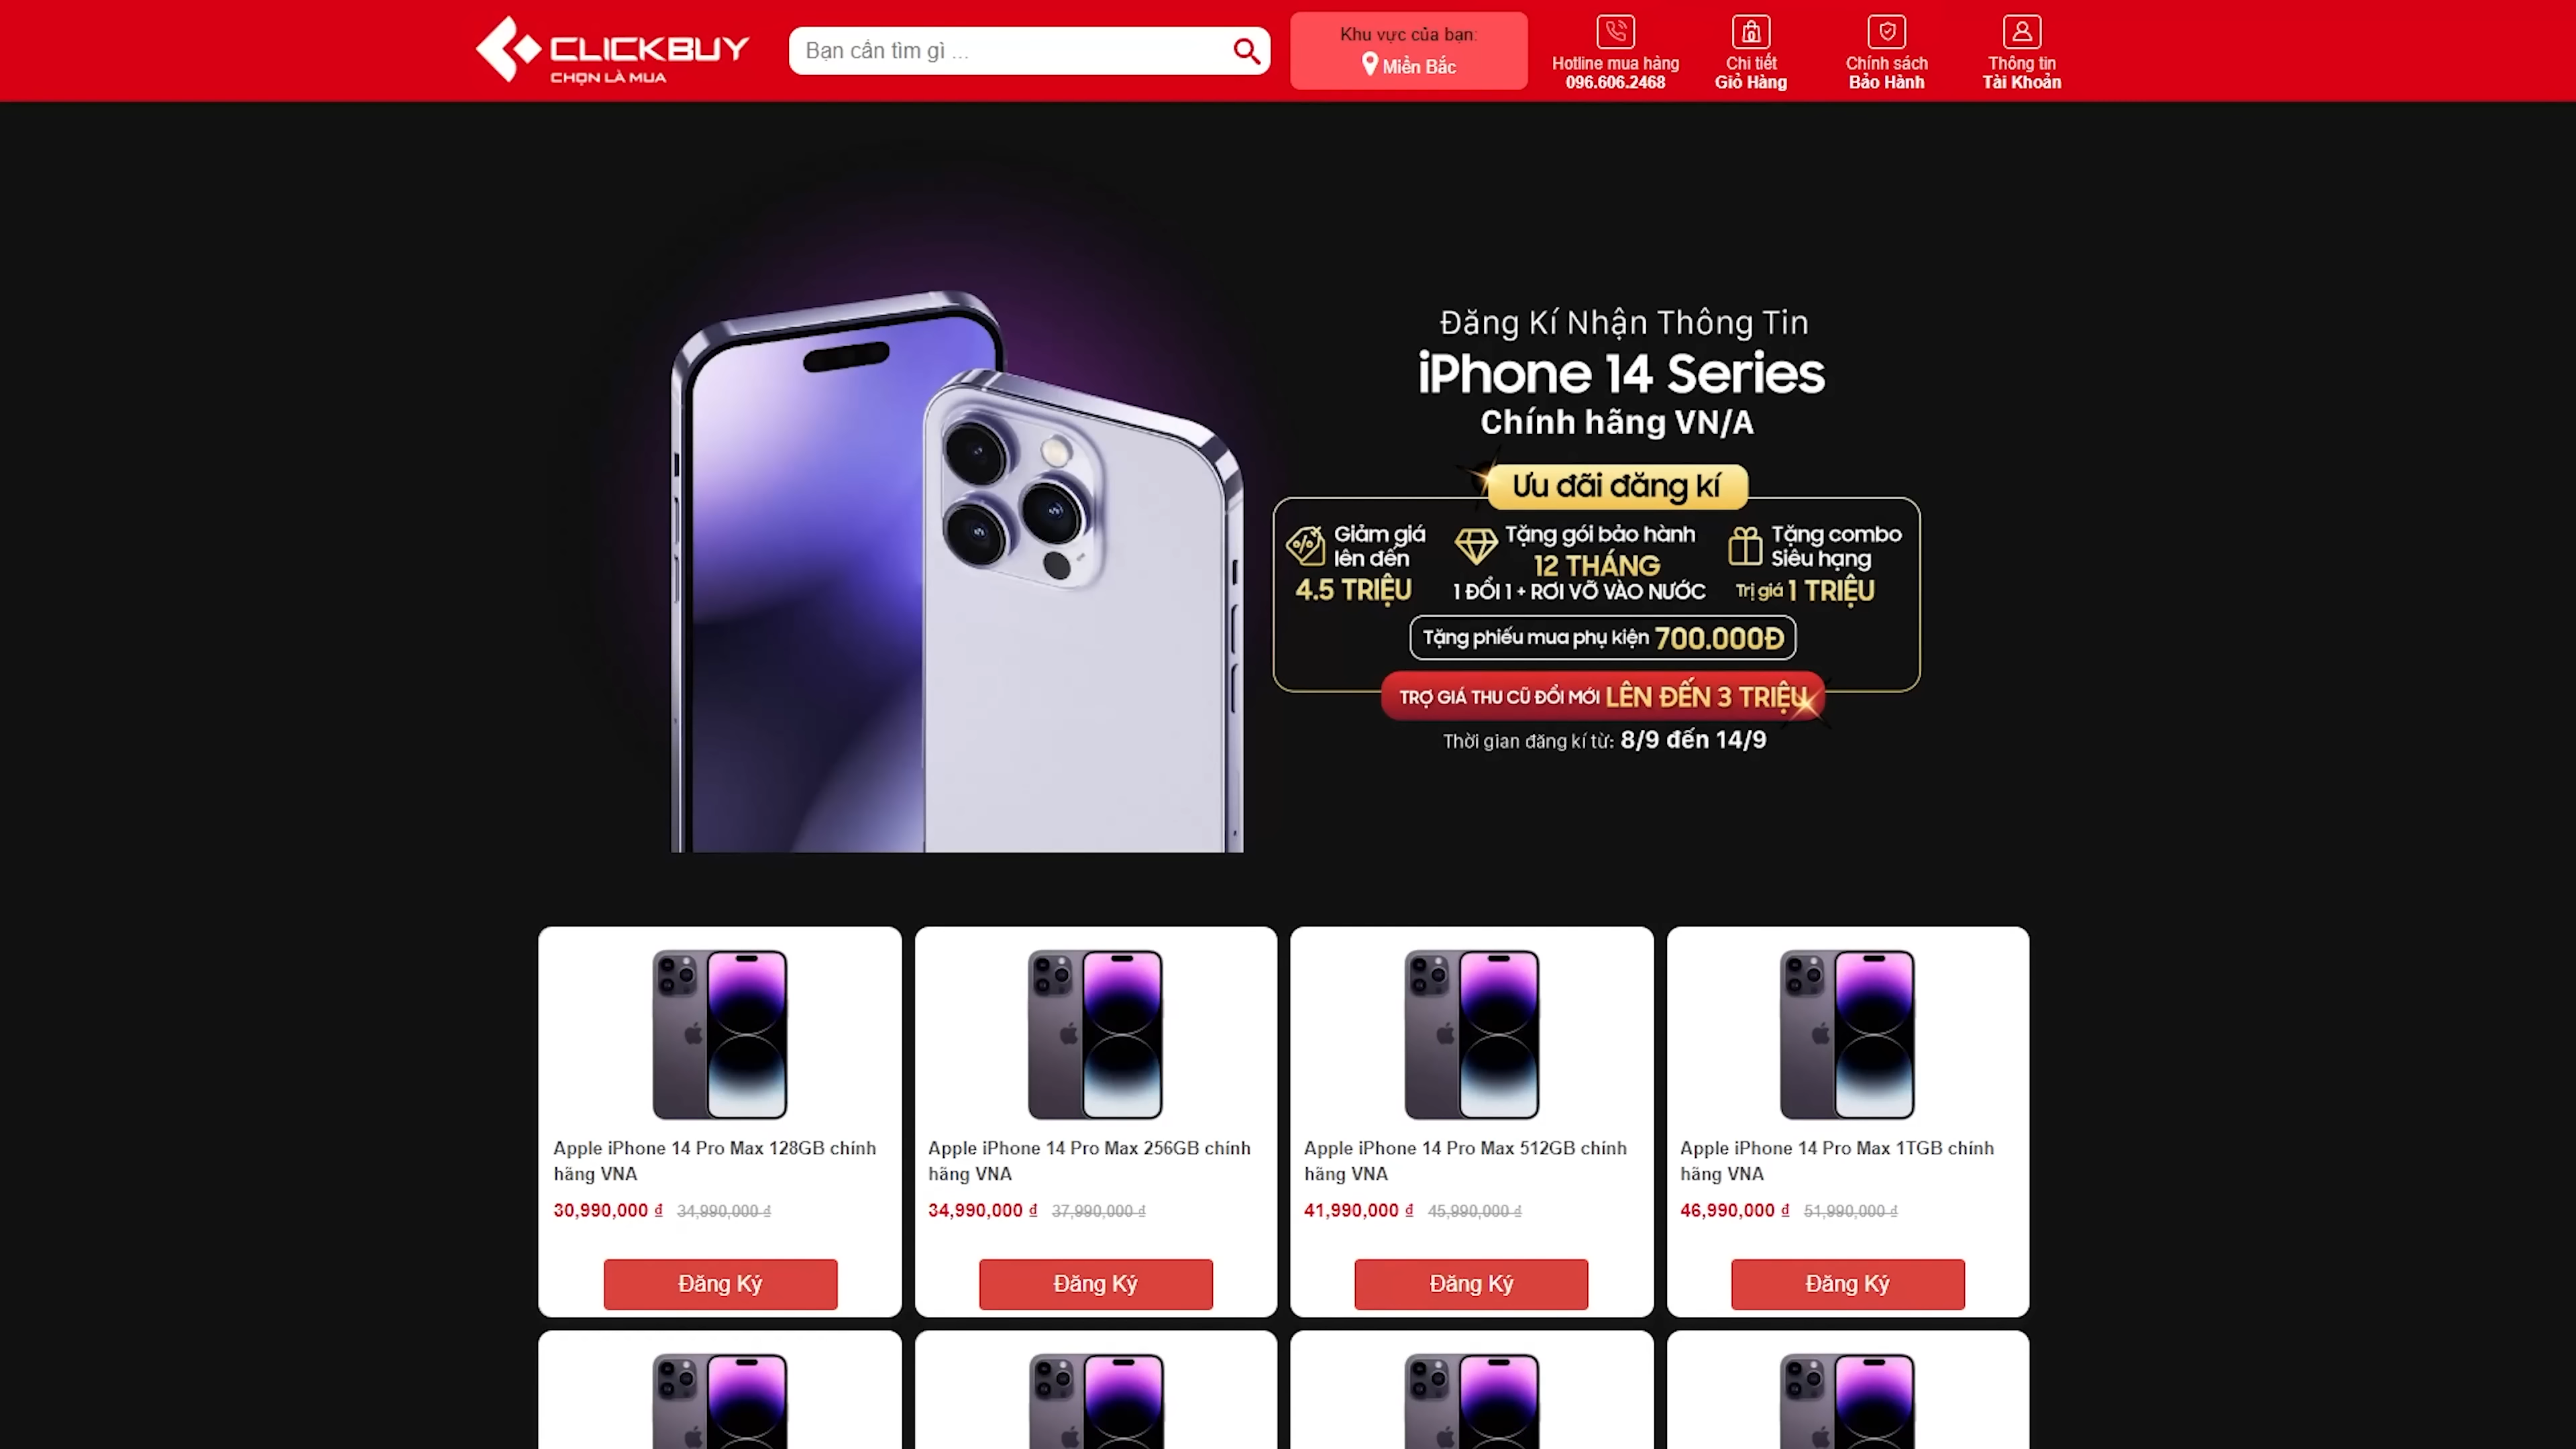 CLICKBUY
CHỌN LÀ MUA
Bạn cần tìm gì ...
Khu vực của bạn:
Miền Bắc
Hotline mua hàng
096.606.2468
Chi tiết
Giỏ Hàng
Chính sách
Bảo Hành
Thông tin
Tài Khoản
Đăng Kí Nhận Thông Tin
iPhone 14 Series
Chính hãng VN/A
Ưu đãi đăng kí
Giảm giá
lên đến
4.5 TRIỆU
Tặng gói bảo hành
12 THÁNG
1 ĐỔI 1 + RƠI VỠ VÀO NƯỚC
Tặng combo
Siêu hạng
Trị giá 1 TRIỆU
Tặng phiếu mua phụ kiện 700.000Đ
TRỢ GIÁ THU CŨ ĐỔI MỚI LÊN ĐẾN 3 TRIỆU
Thời gian đăng kí từ: 8/9 đến 14/9
Apple iPhone 14 Pro Max 128GB chính
hãng VNA
30,990,000 ₫ 34,990,000 ₫
Đăng Ký
Apple iPhone 14 Pro Max 256GB chính
hãng VNA
34,990,000 ₫ 37,990,000 ₫
Đăng Ký
Apple iPhone 14 Pro Max 512GB chính
hãng VNA
41,990,000 ₫ 45,990,000 ₫
Đăng Ký
Apple iPhone 14 Pro Max 1TGB chính
hãng VNA
46,990,000 ₫ 51,990,000 ₫
Đăng Ký